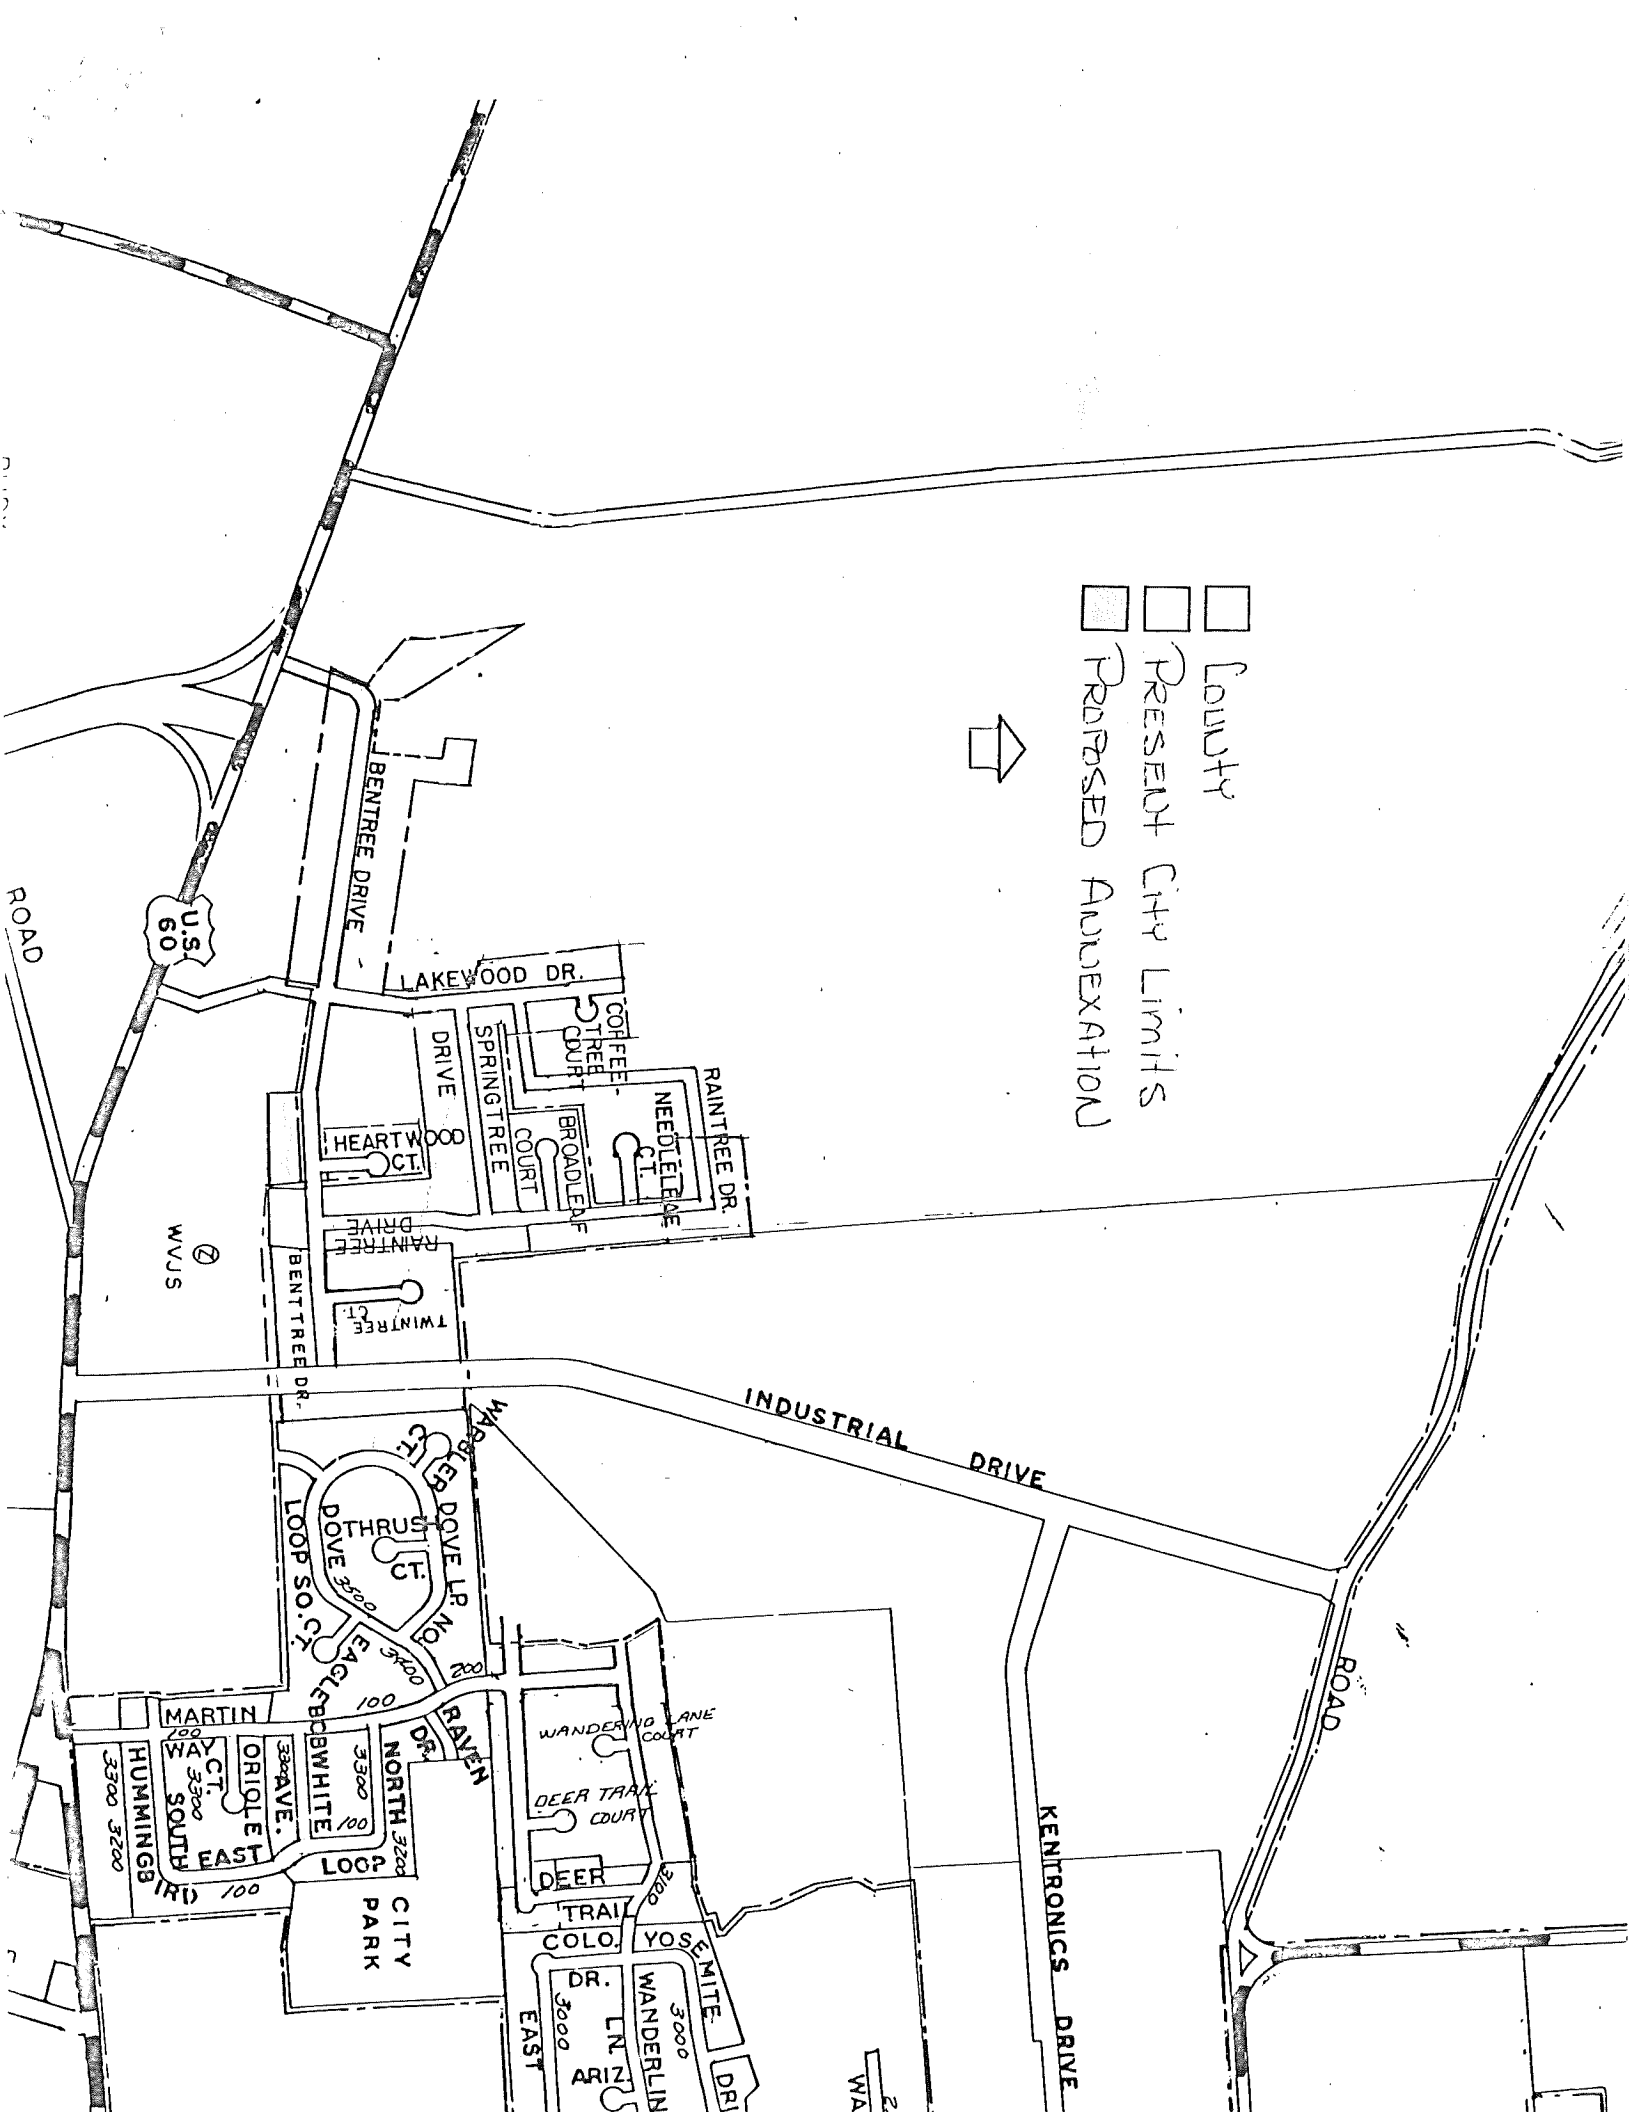 County
PRESENT City Limits
PROPOSED ANNEXATION
BENTREE DRIVE
U.S.
60
ROAD
LAKEWOOD DR.
COFFEE-
TREE
COURT
RAINTREE DR.
NEEDLELEAF
CT.
BROADLEAF
COURT
SPRINGTREE
DRIVE
HEARTWOOD
CT.
RAINTREE
DRIVE
TWINTREE
CT.
BENTTREE DR.
WVJS
INDUSTRIAL DRIVE
ROAD
KENTRONICS DRIVE
WARBLER
CT.
DOVE LP. NO.
THRUSH
CT.
DOVE 3500
LOOP SO.
CT.
EAGLE
3400
200
100
RAVEN
DR.
MARTIN
100
WAY
BOBWHITE
3300
100
NORTH 3200
LOOP
AVE.
3300
ORIOLE
CT.
3300
SOUTH
EAST
HUMMINGBIRD
100
3300 3200
CITY
PARK
WANDERING LANE
COURT
DEER TRAIL
COURT
DEER
TRAIL
3100
COLO.
DR.
3000
YOSEMITE
DRI
3000
WANDERLIN
LN.
ARIZ.
EAST
WA